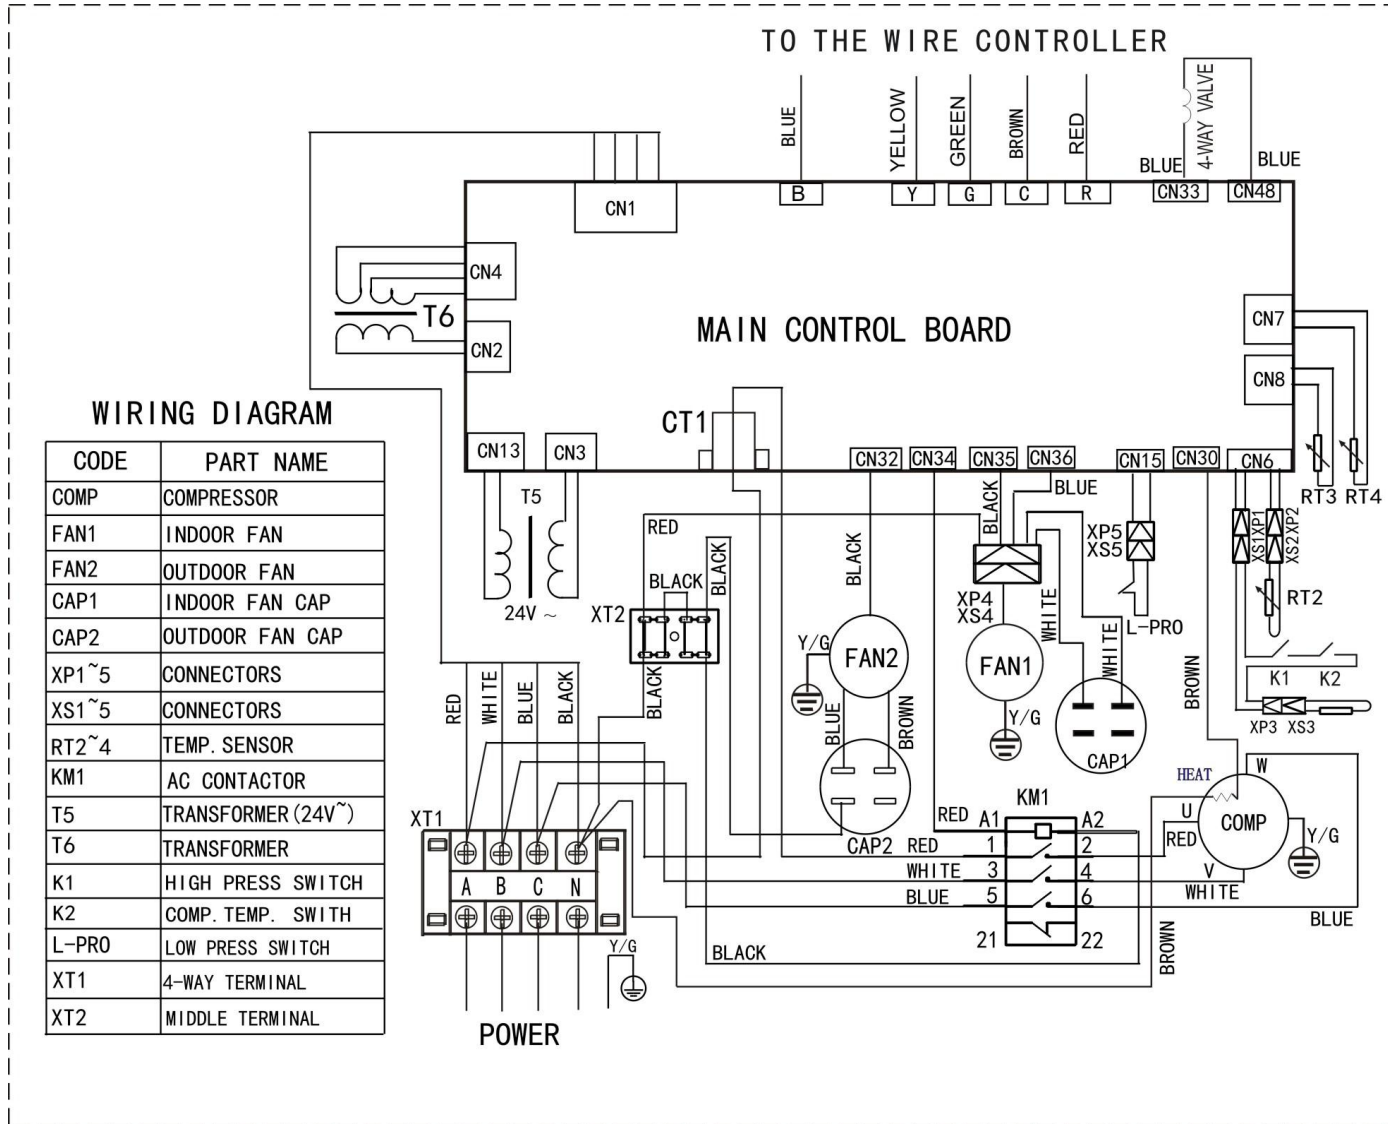 TO THE WIRE CONTROLLER
BLUE
YELLOW
GREEN
BROWN
RED
4-WAY VALVE
BLUE
BLUE
CN1
B
Y
G
C
R
CN33
CN48
CN4
T6
CN2
MAIN CONTROL BOARD
CN7
CN8
CT1
CN13
CN3
CN32
CN34
CN35
CN36
CN15
CN30
CN6
RT3
RT4
T5
24V ~
RED
BLACK
BLACK
XT2
BLACK
BLACK
BLACK
BLUE
XP5
XS5
XS1XP1
XS2XP2
RT2
XP4
XS4
WHITE
WHITE
L-PRO
Y/G
FAN2
FAN1
BLUE
BROWN
Y/G
BROWN
K1
K2
XP3
XS3
CAP1
CAP2
WIRING DIAGRAM
CODE PART NAME
COMP COMPRESSOR
FAN1 INDOOR FAN
FAN2 OUTDOOR FAN
CAP1 INDOOR FAN CAP
CAP2 OUTDOOR FAN CAP
XP1~5 CONNECTORS
XS1~5 CONNECTORS
RT2~4 TEMP. SENSOR
KM1 AC CONTACTOR
T5 TRANSFORMER(24V~)
T6 TRANSFORMER
K1 HIGH PRESS SWITCH
K2 COMP. TEMP. SWITH
L-PRO LOW PRESS SWITCH
XT1 4-WAY TERMINAL
XT2 MIDDLE TERMINAL
RED
WHITE
BLUE
BLACK
XT1
A B C N
Y/G
POWER
BLACK
KM1
RED A1 A2
RED 1 2
WHITE 3 4
BLUE 5 6
21 22
HEAT
W
U
COMP
RED
V
WHITE
Y/G
BLUE
BROWN